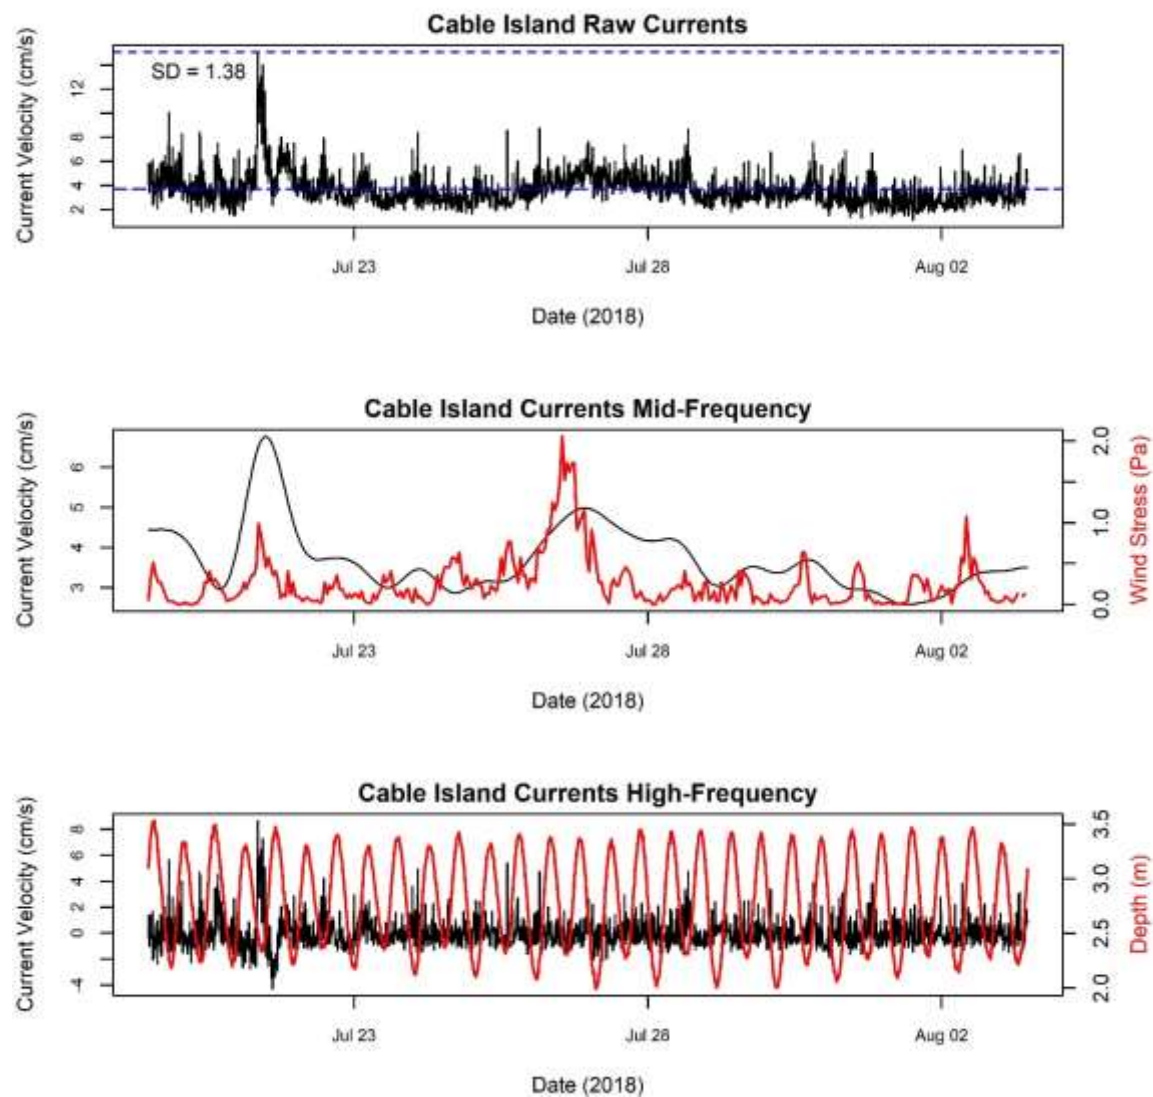 Cable Island Raw Currents
Current Velocity (cm/s)
SD = 1.38
12
8
6
4
2
Jul 23
Jul 28
Aug 02
Date (2018)
Cable Island Currents Mid-Frequency
Current Velocity (cm/s)
6
5
4
3
2.0
1.0
0.0
Wind Stress (Pa)
Jul 23
Jul 28
Aug 02
Date (2018)
Cable Island Currents High-Frequency
Current Velocity (cm/s)
8
6
4
2
0
-4
3.5
3.0
2.5
2.0
Depth (m)
Jul 23
Jul 28
Aug 02
Date (2018)